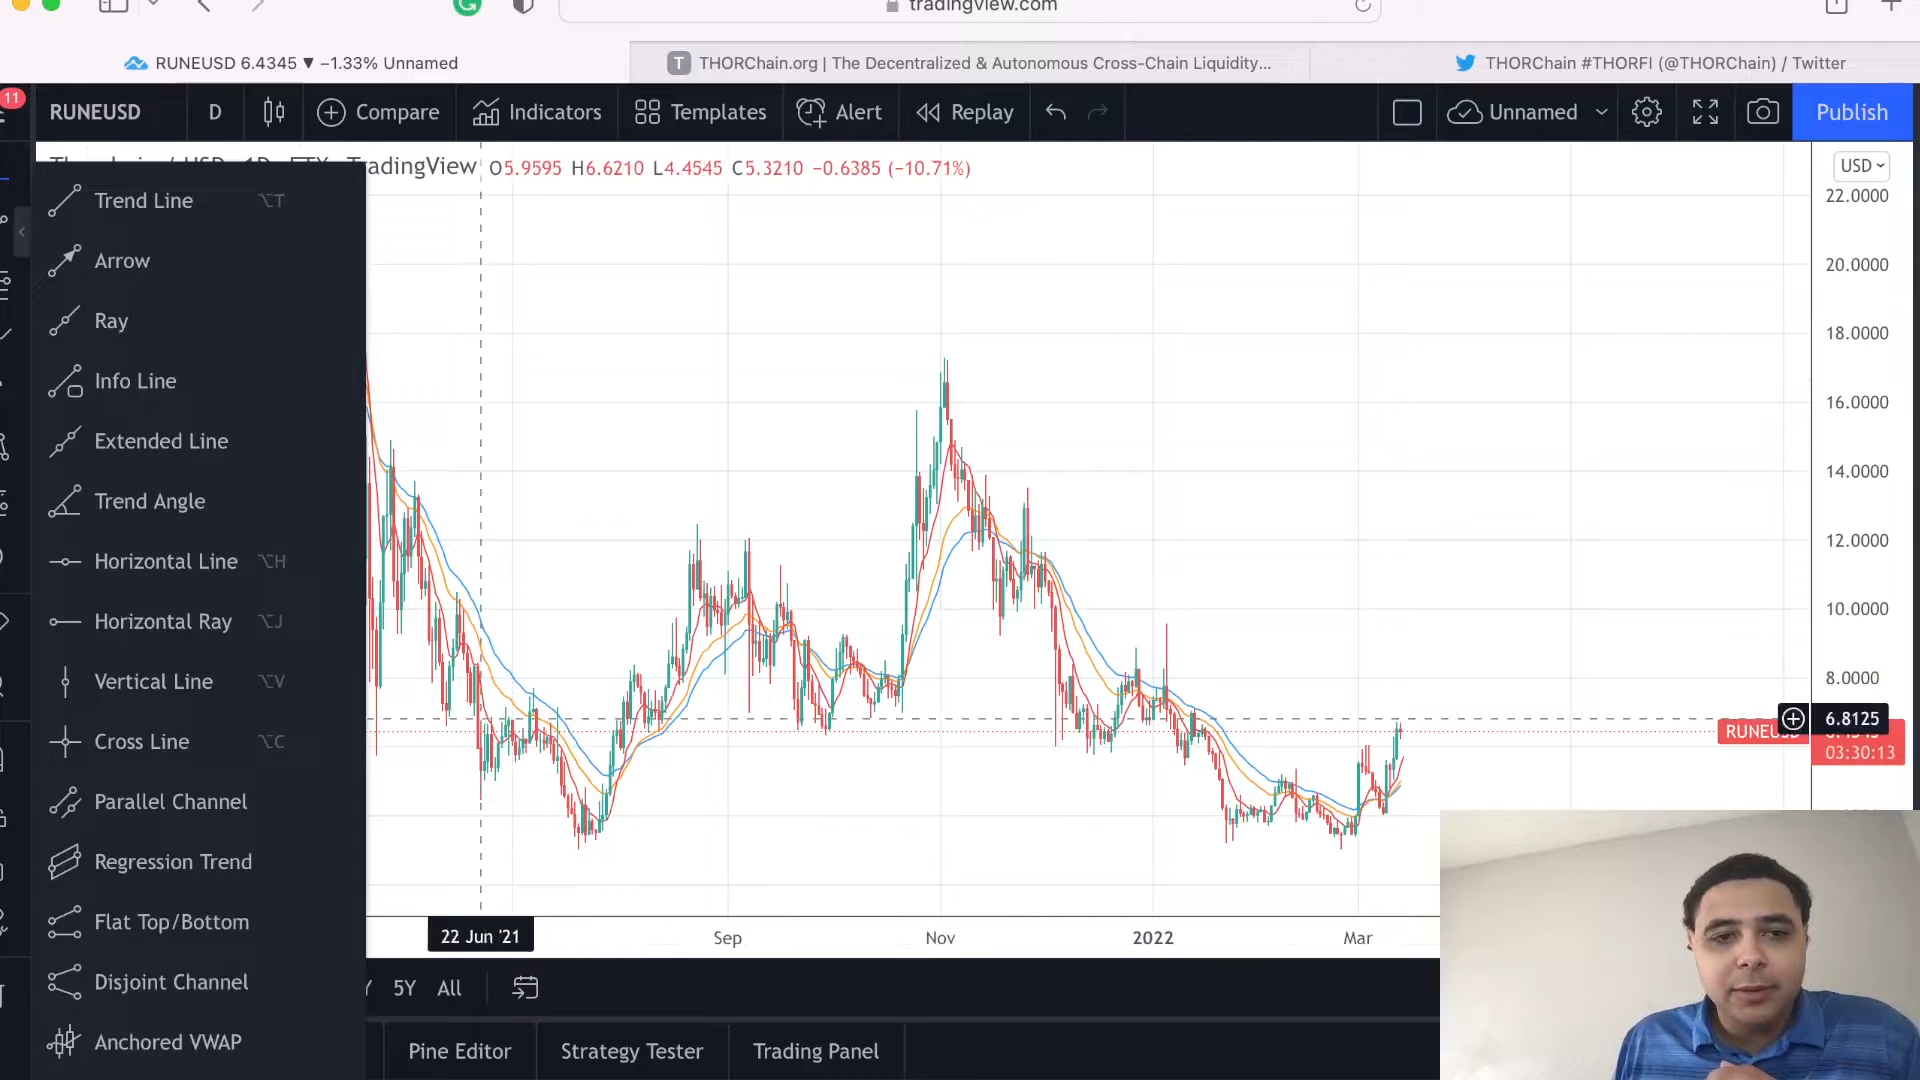 tradingview.com
RUNEUSD 6.4345 ▼ −1.33% Unnamed
T THORChain.org | The Decentralized & Autonomous Cross-Chain Liquidity...
THORChain #THORFI (@THORChain) / Twitter
11
RUNEUSD D Compare Indicators Templates Alert Replay Unnamed Publish
TradingView O5.9595 H6.6210 L4.4545 C5.3210 −0.6385 (−10.71%)
USD
22.0000
20.0000
18.0000
16.0000
14.0000
12.0000
10.0000
8.0000
6.8125
RUNEUSD
03:30:13
Trend Line ⌥T
Arrow
Ray
Info Line
Extended Line
Trend Angle
Horizontal Line ⌥H
Horizontal Ray ⌥J
Vertical Line ⌥V
Cross Line ⌥C
Parallel Channel
Regression Trend
Flat Top/Bottom
Disjoint Channel
Anchored VWAP
22 Jun '21
Sep
Nov
2022
Mar
5Y All
Pine Editor Strategy Tester Trading Panel